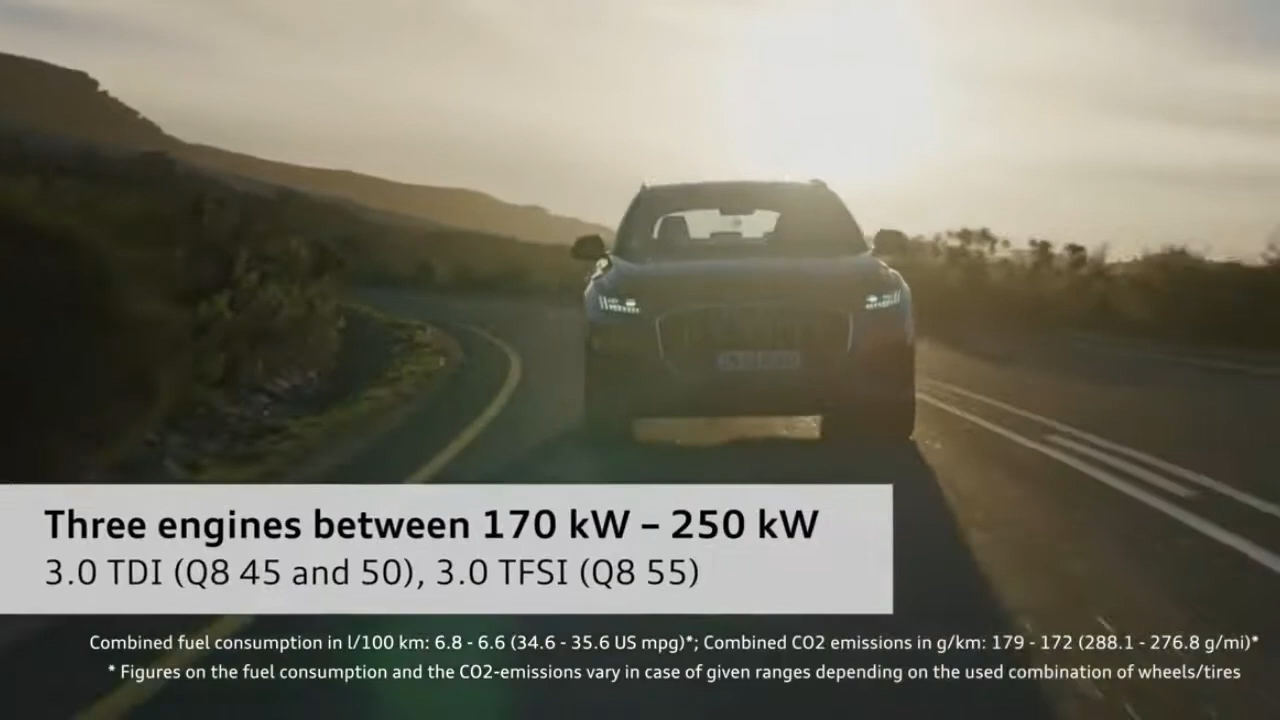 Three engines between 170 kW – 250 kW
3.0 TDI (Q8 45 and 50), 3.0 TFSI (Q8 55)
Combined fuel consumption in l/100 km: 6.8 - 6.6 (34.6 - 35.6 US mpg)*; Combined CO2 emissions in g/km: 179 - 172 (288.1 - 276.8 g/mi)*
* Figures on the fuel consumption and the CO2-emissions vary in case of given ranges depending on the used combination of wheels/tires